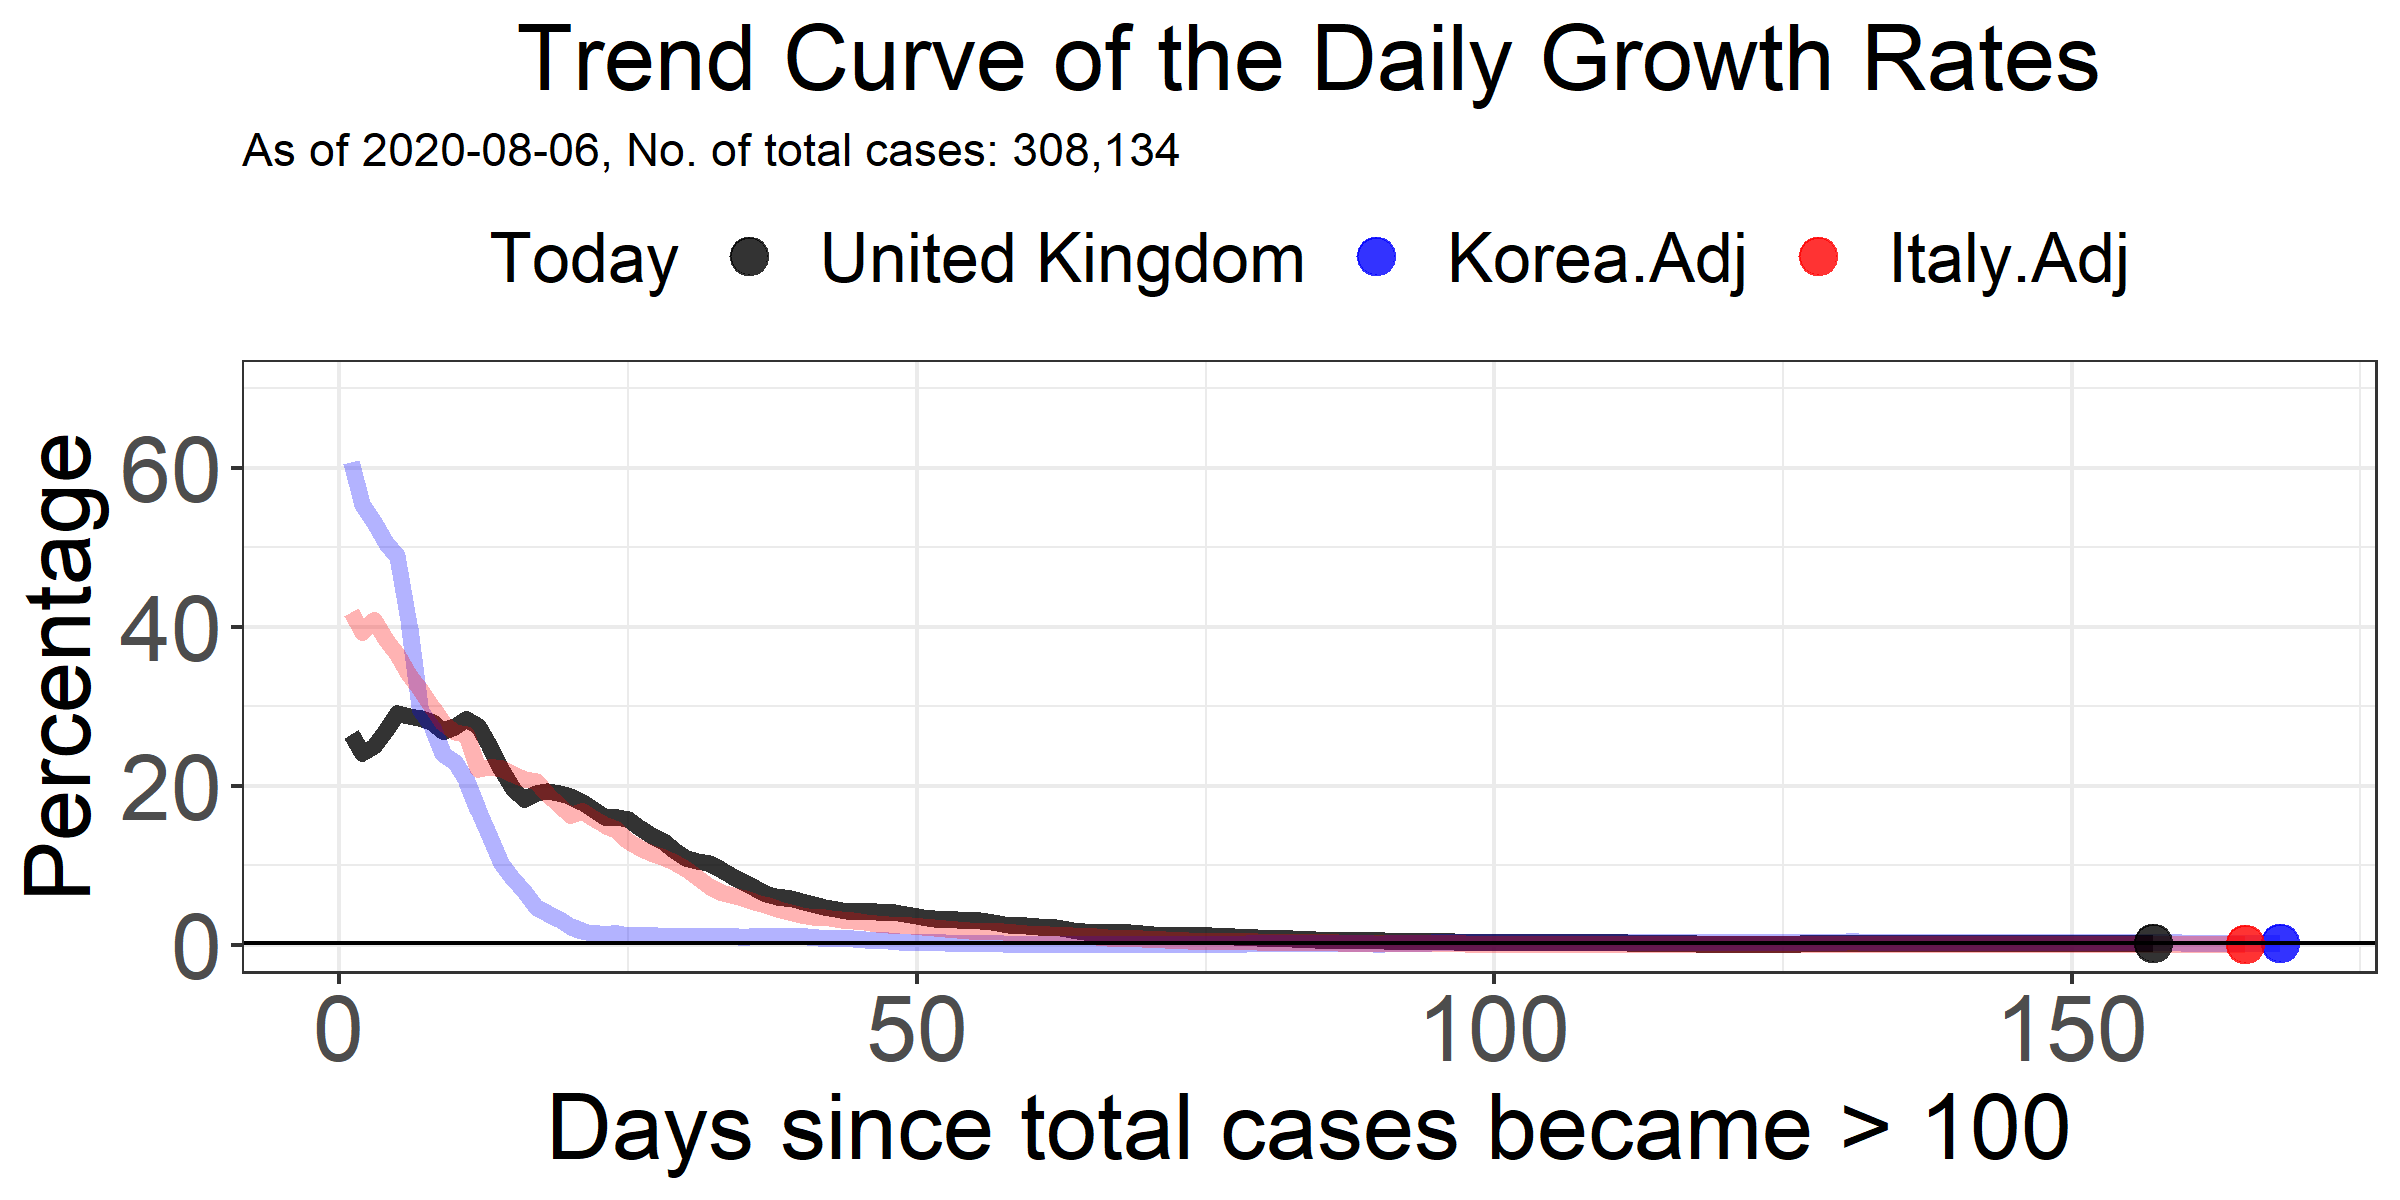 Trend Curve of the Daily Growth Rates
As of 2020-08-06, No. of total cases: 308,134
Today United Kingdom Korea.Adj Italy.Adj
Percentage
60
40
20
0
0 50 100 150
Days since total cases became > 100